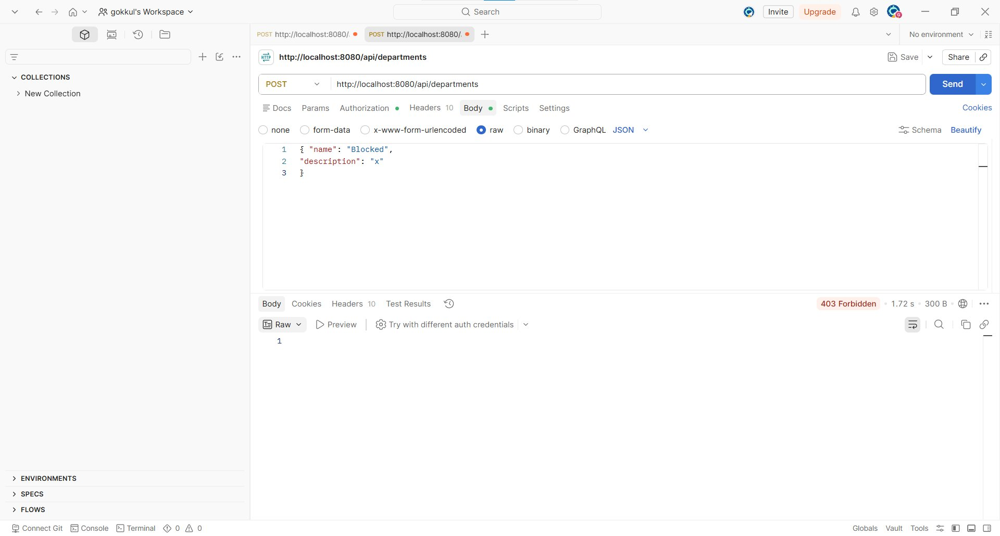 gokkul's Workspace
Search
Invite
Upgrade
G
POST http://localhost:8080/
POST http://localhost:8080/.
No environment
HTTP http://localhost:8080/api/departments
Save
Share
COLLECTIONS
New Collection
POST
http://localhost:8080/api/departments
Send
Docs
Params
Authorization
Headers 10
Body
Scripts
Settings
Cookies
none
form-data
x-www-form-urlencoded
raw
binary
GraphQL
JSON
Schema
Beautify
1 { "name": "Blocked",
2 "description": "x"
3 }
Body
Cookies
Headers 10
Test Results
403 Forbidden
1.72 s
300 B
Raw
Preview
Try with different auth credentials
1
ENVIRONMENTS
SPECS
FLOWS
Connect Git
Console
Terminal
0
0
Globals
Vault
Tools